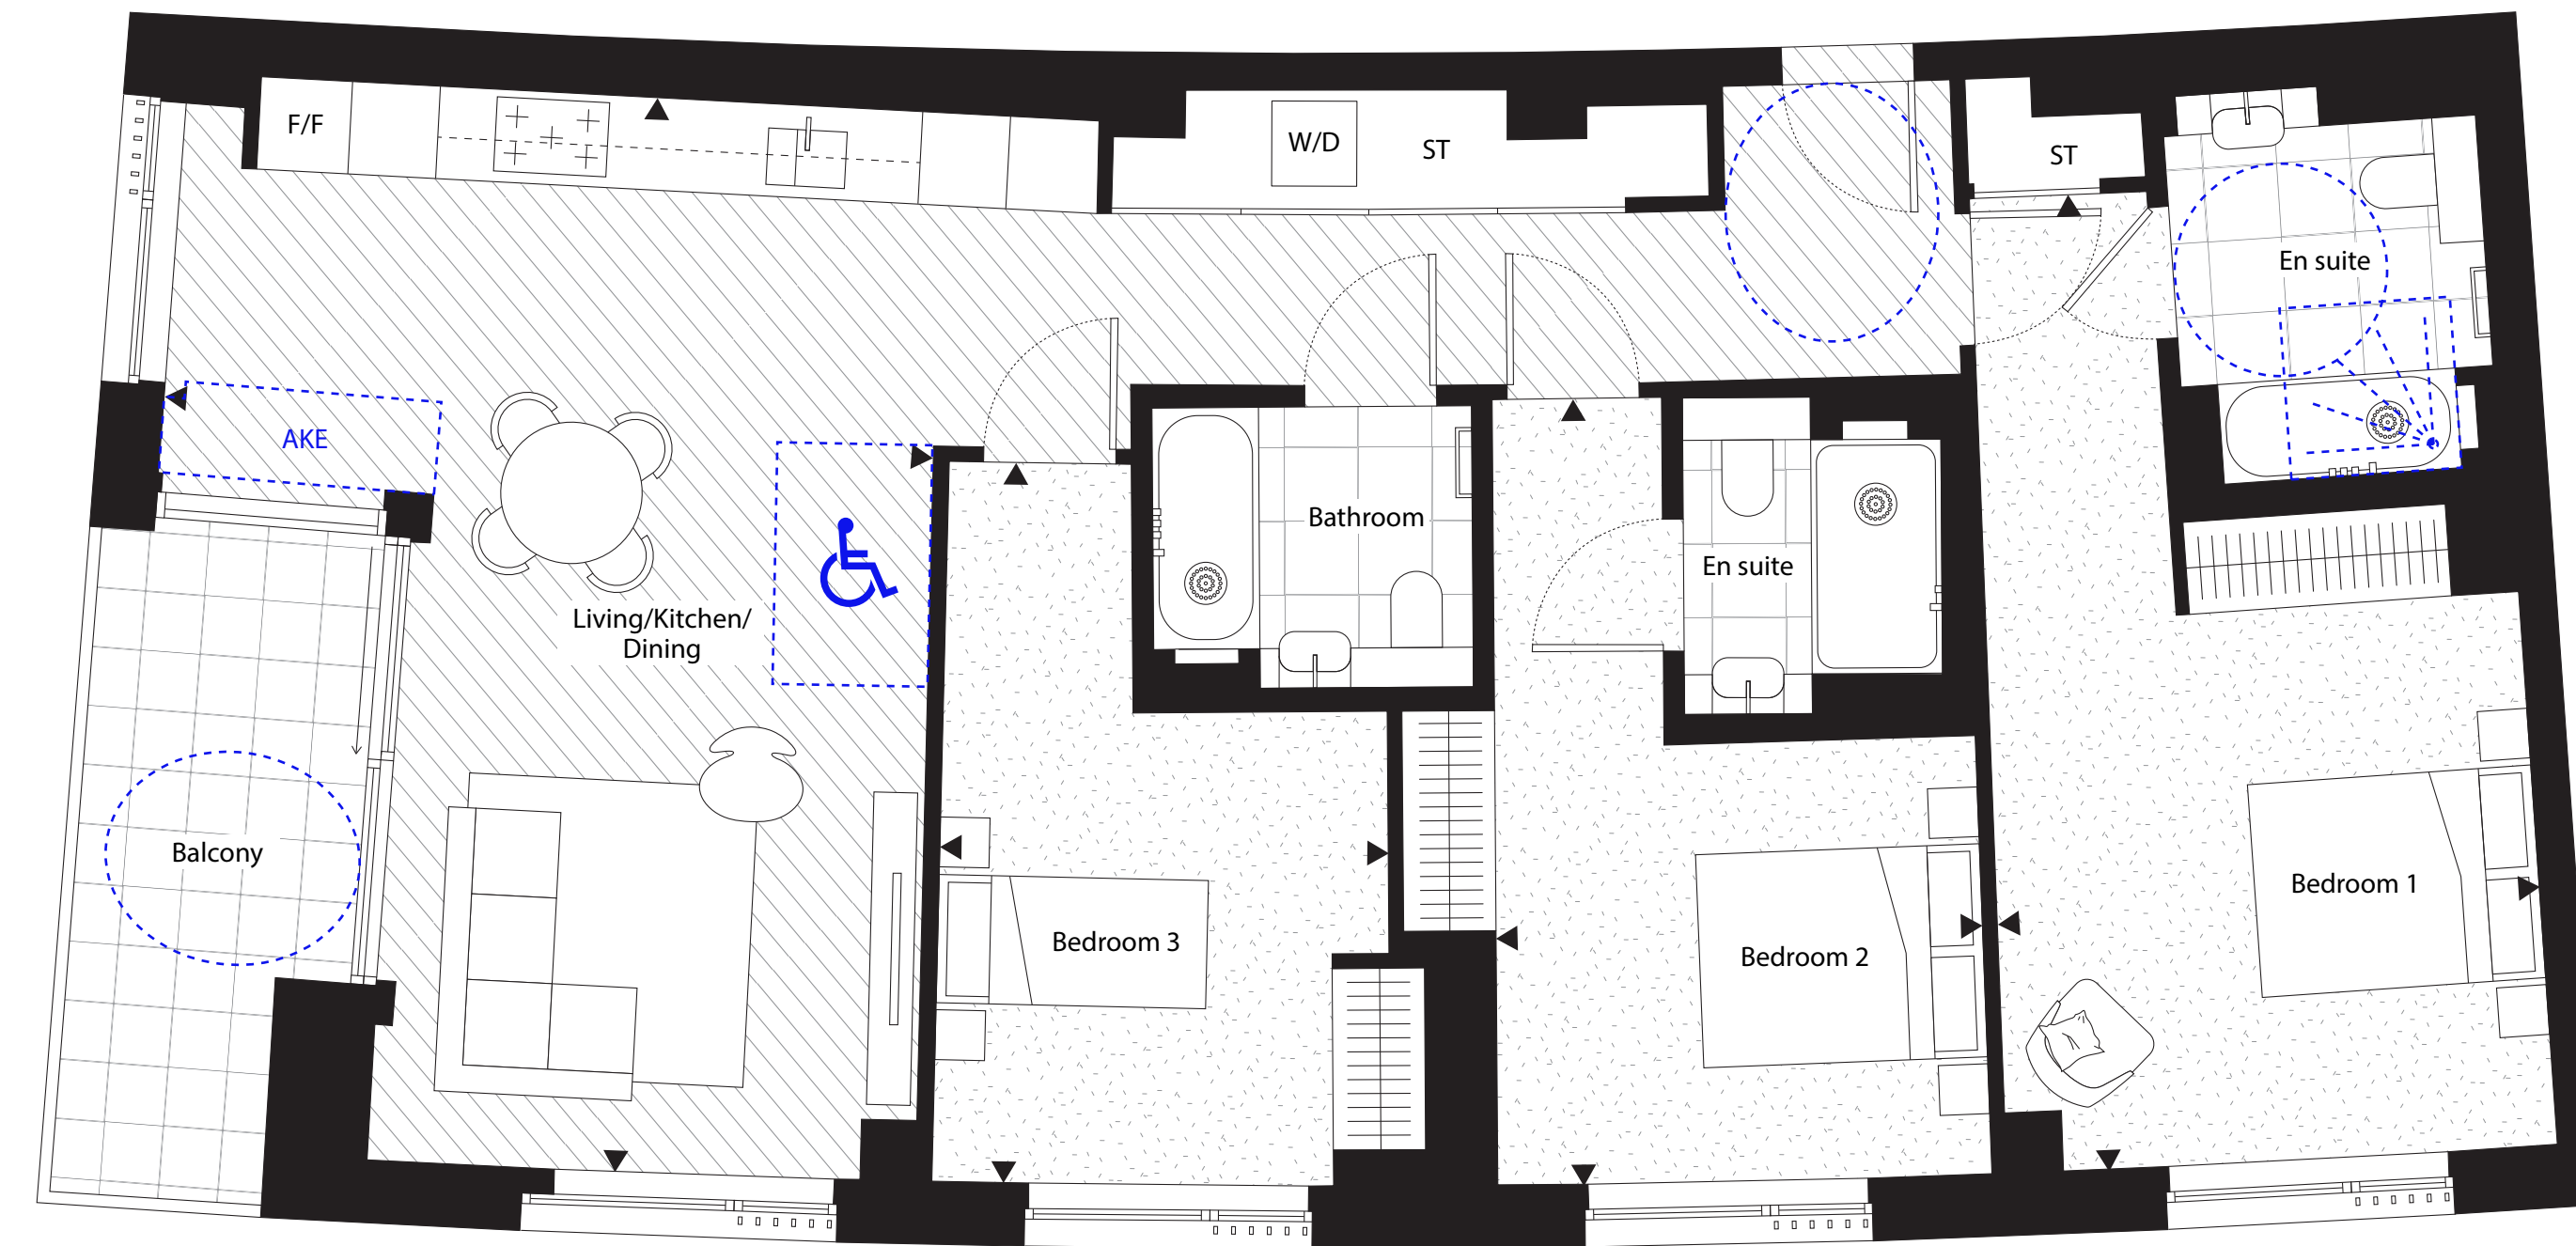 F/F
W/D
ST
ST
En suite
AKE
Bathroom
En suite
Living/Kitchen/
Dining
Balcony
Bedroom 3
Bedroom 2
Bedroom 1